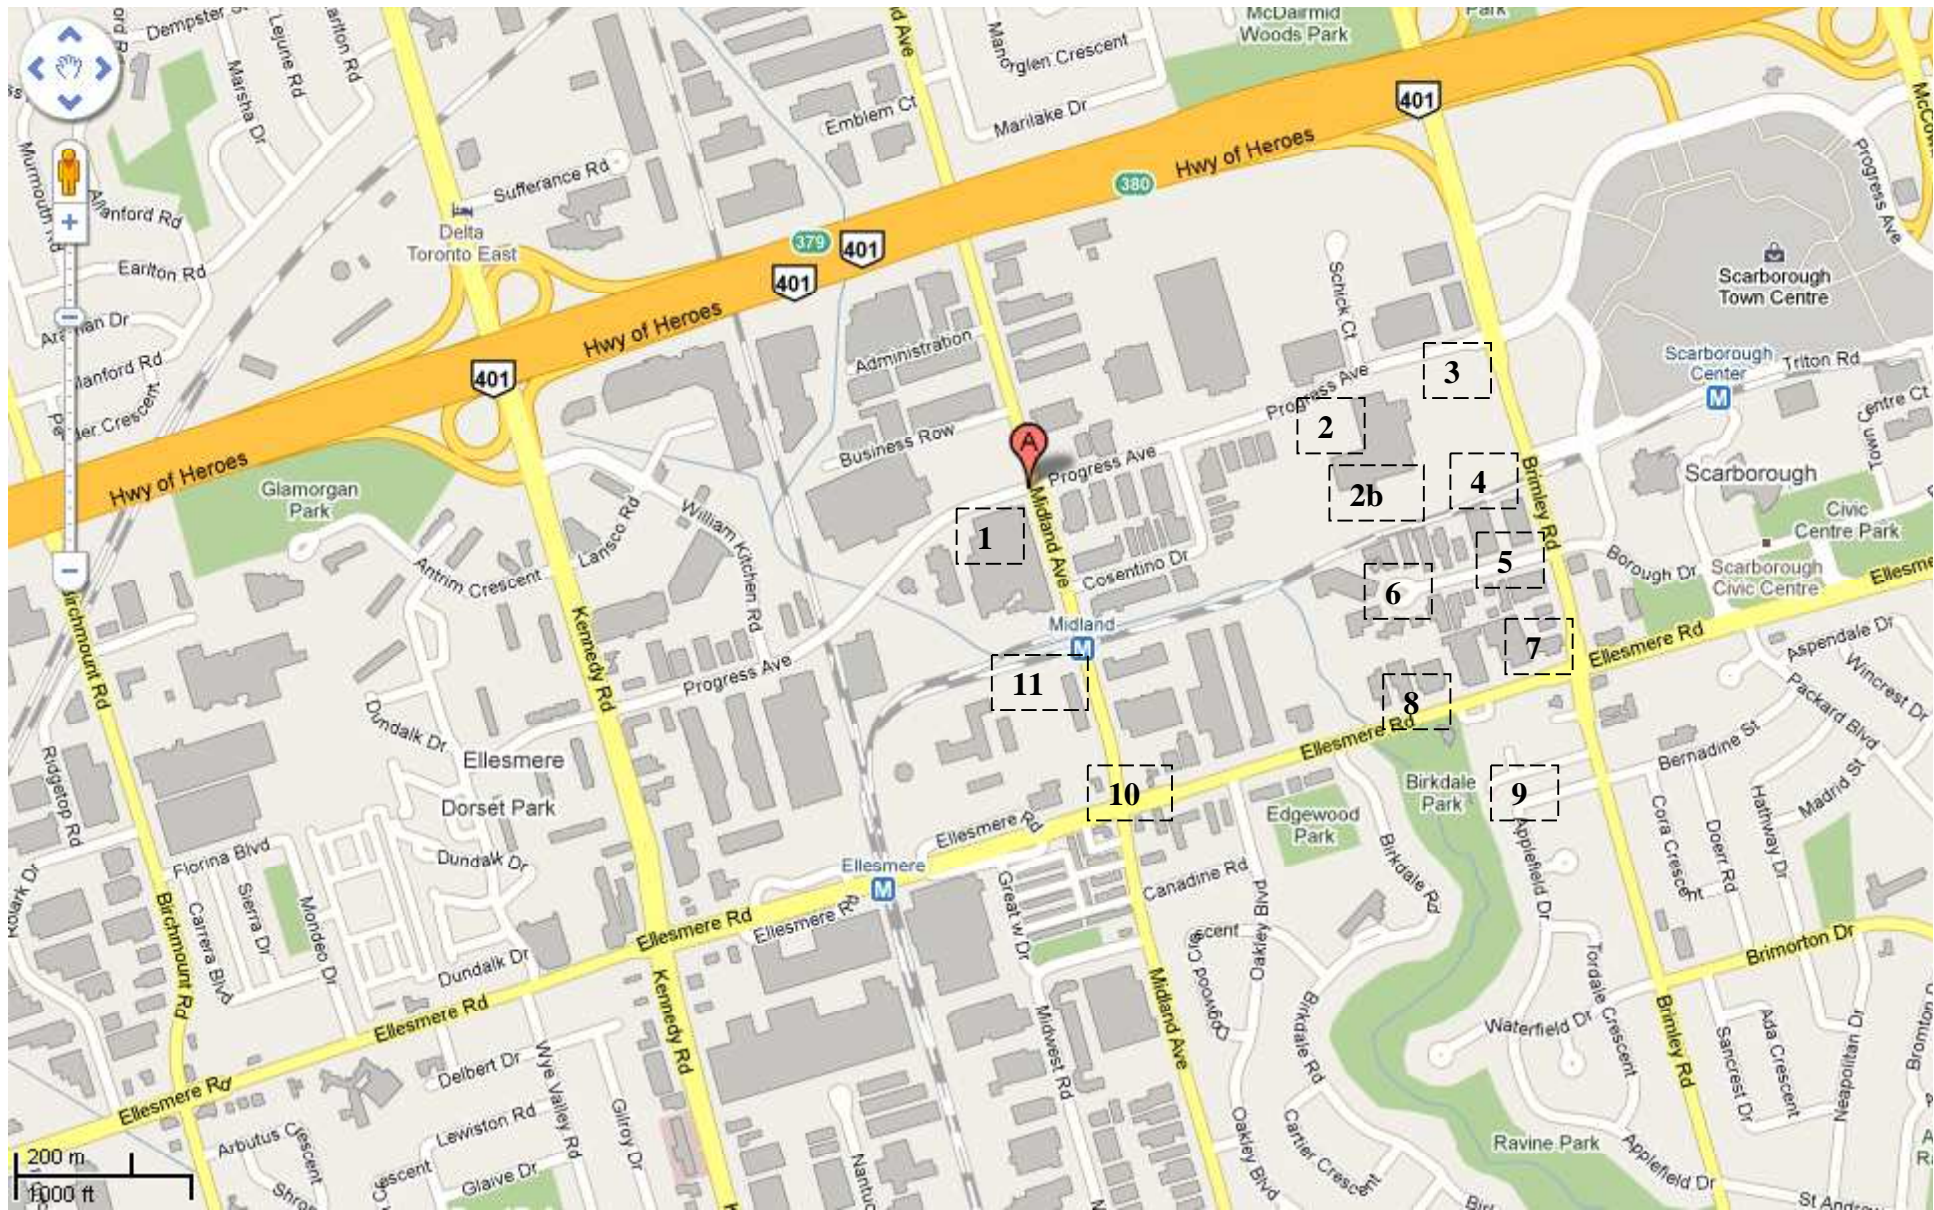 Dempster St
Lejune Rd
Marsha Dr
Murmouth Rd
Allanford Rd
Earlton Rd
Sufferance Rd
Delta
Toronto East
Emblem Ct
Marilake Dr
McDairmid
Woods Park
Park
401
Hwy of Heroes
380
379
401
401
Hwy of Heroes
401
Hwy of Heroes
Glamorgan
Park
Antrim Crescent
Lansco Rd
William Kitchen Rd
Administration
Business Row
A
Progress Ave
Midland Ave
Cosentino Dr
Schick Ct
Progress Ave
Progress Ave
Scarborough
Town Centre
Scarborough
Center
M
Triton Rd
Centre Ct
Town
Scarborough
Civic
Centre Park
Scarborough
Civic Centre
Borough Dr
Brimley Rd
Ellesmere Rd
Aspendale Dr
Wincrest Dr
Packard Blvd
Madrid St
Hathway Dr
Bernadine St
Cora Crescent
Doerr Rd
Brimorton Dr
1
2
2b
3
4
5
6
7
8
9
10
11
Midland
M
Progress Ave
Kennedy Rd
Birchmount Rd
Ridgetop Rd
Dundalk Dr
Ellesmere
Dorset Park
Dundalk Dr
Dundalk Dr
Florina Blvd
Sierra Dr
Carrera Blvd
Mondeo Dr
Birchmount Rd
Ellesmere
M
Ellesmere Rd
Ellesmere Rd
Ellesmere Rd
Ellesmere Rd
Ellesmere Rd
Ellesmere Rd
Birkdale
Park
Edgewood
Park
Birkdale Rd
Applefield Dr
Canadine Rd
Oakley Blvd
Dogwood Crescent
Great w Dr
Midwest Rd
Midland Ave
Birkdale Rd
Cartier Crescent
Oakley Blvd
Tordale Crescent
Waterfield Dr
Brimley Rd
Sancrest Dr
Ada Crescent
Neapolitan Dr
Ravine Park
Applefield Dr
Kennedy Rd
Delbert Dr
Wye Valley Rd
Gilroy Dr
Lewiston Rd
Glaive Dr
Arbutus Crescent
200 m
1000 ft